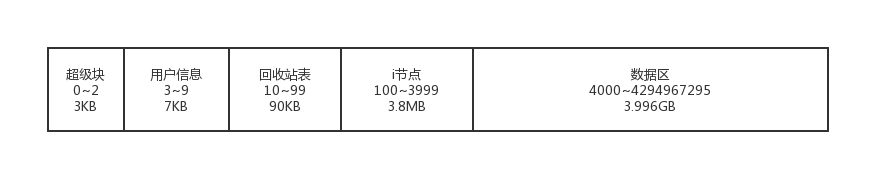 超级块
0~2
3KB
用户信息
3~9
7KB
回收站表
10~99
90KB
i节点
100~3999
3.8MB
数据区
4000~4294967295
3.996GB